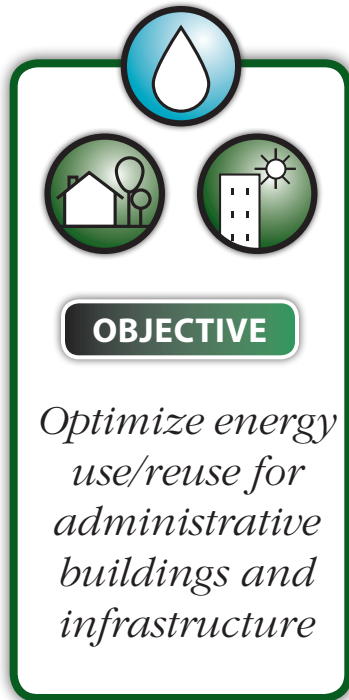 OBJECTIVE
Optimize energy
use/reuse for
administrative
buildings and
infrastructure